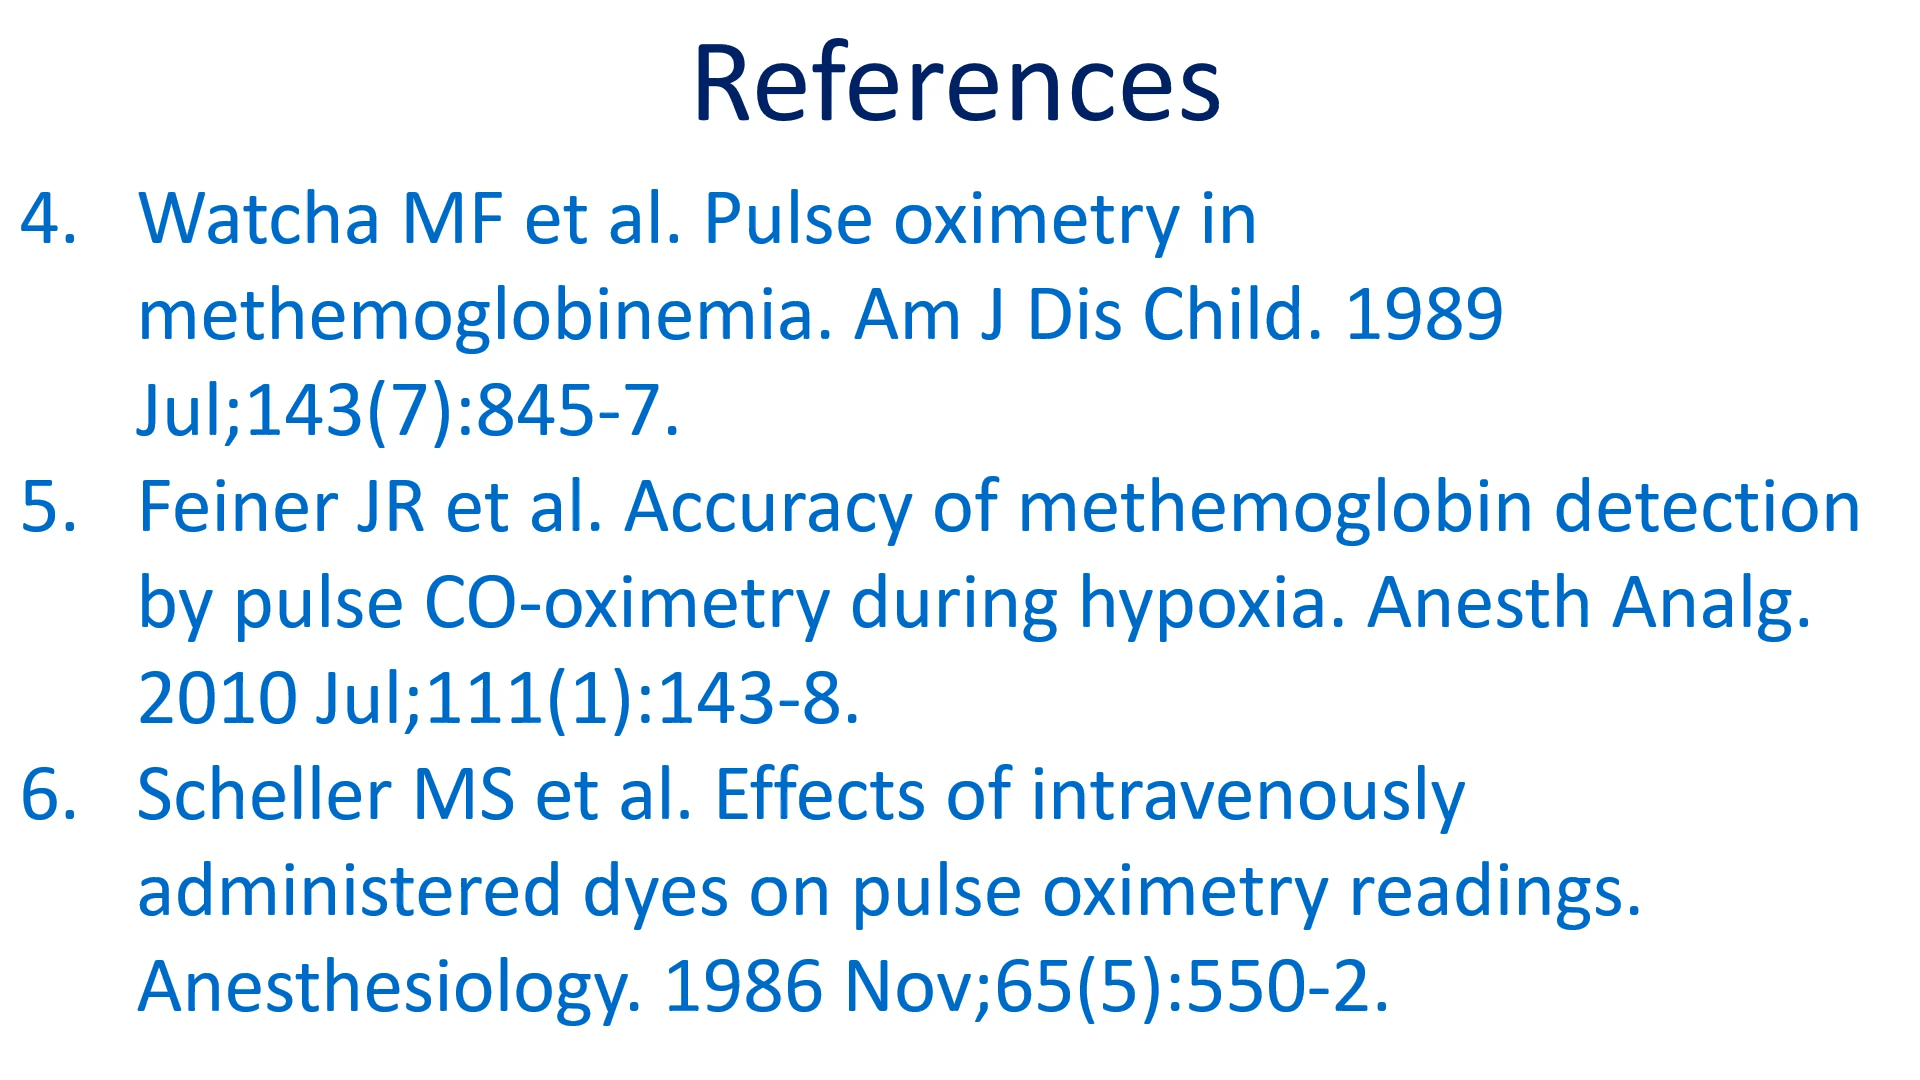 References
4. Watcha MF et al. Pulse oximetry in
methemoglobinemia. Am J Dis Child. 1989
Jul;143(7):845-7.
5. Feiner JR et al. Accuracy of methemoglobin detection
by pulse CO-oximetry during hypoxia. Anesth Analg.
2010 Jul;111(1):143-8.
6. Scheller MS et al. Effects of intravenously
administered dyes on pulse oximetry readings.
Anesthesiology. 1986 Nov;65(5):550-2.